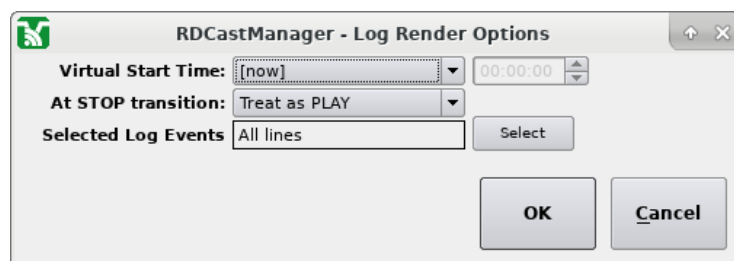 RDCastManager - Log Render Options
Virtual Start Time: [now] 00:00:00
At STOP transition: Treat as PLAY
Selected Log Events All lines Select
OK Cancel